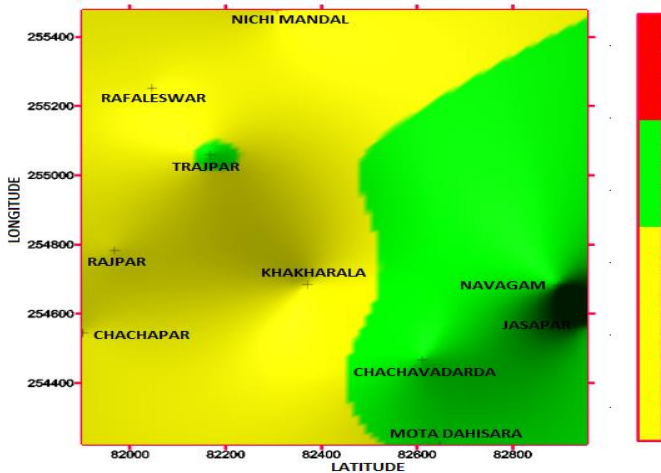 NICHI MANDAL
255400
RAFALESWAR
255200
TRAJPAR
255000
LONGITUDE
254800
RAJPAR
KHAKHARALA
NAVAGAM
254600
JASAPAR
CHACHAPAR
CHACHAVADARDA
254400
MOTA DAHISARA
82000 82200 82400 82600 82800
LATITUDE